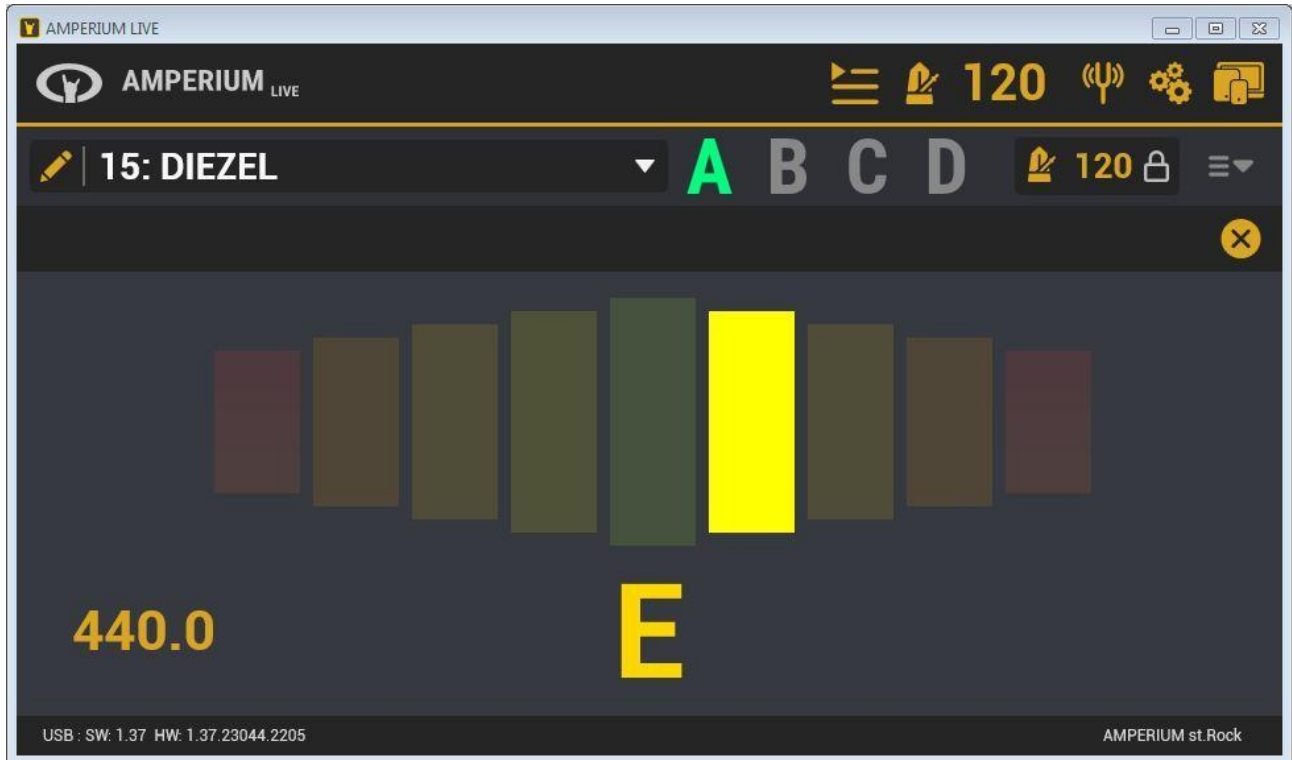 AMPERIUM LIVE
AMPERIUM LIVE 120
15: DIEZEL A B C D 120
440.0 E
USB : SW: 1.37 HW: 1.37.23044.2205 AMPERIUM st.Rock